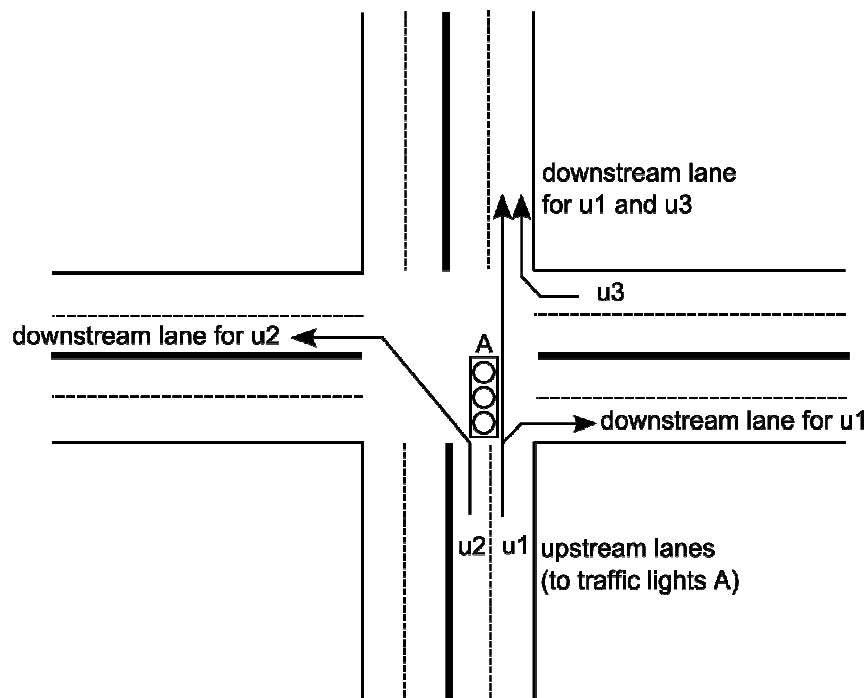 downstream lane
for u1 and u3
u3
downstream lane for u2
A
downstream lane for u1
u2
u1
upstream lanes
(to traffic lights A)